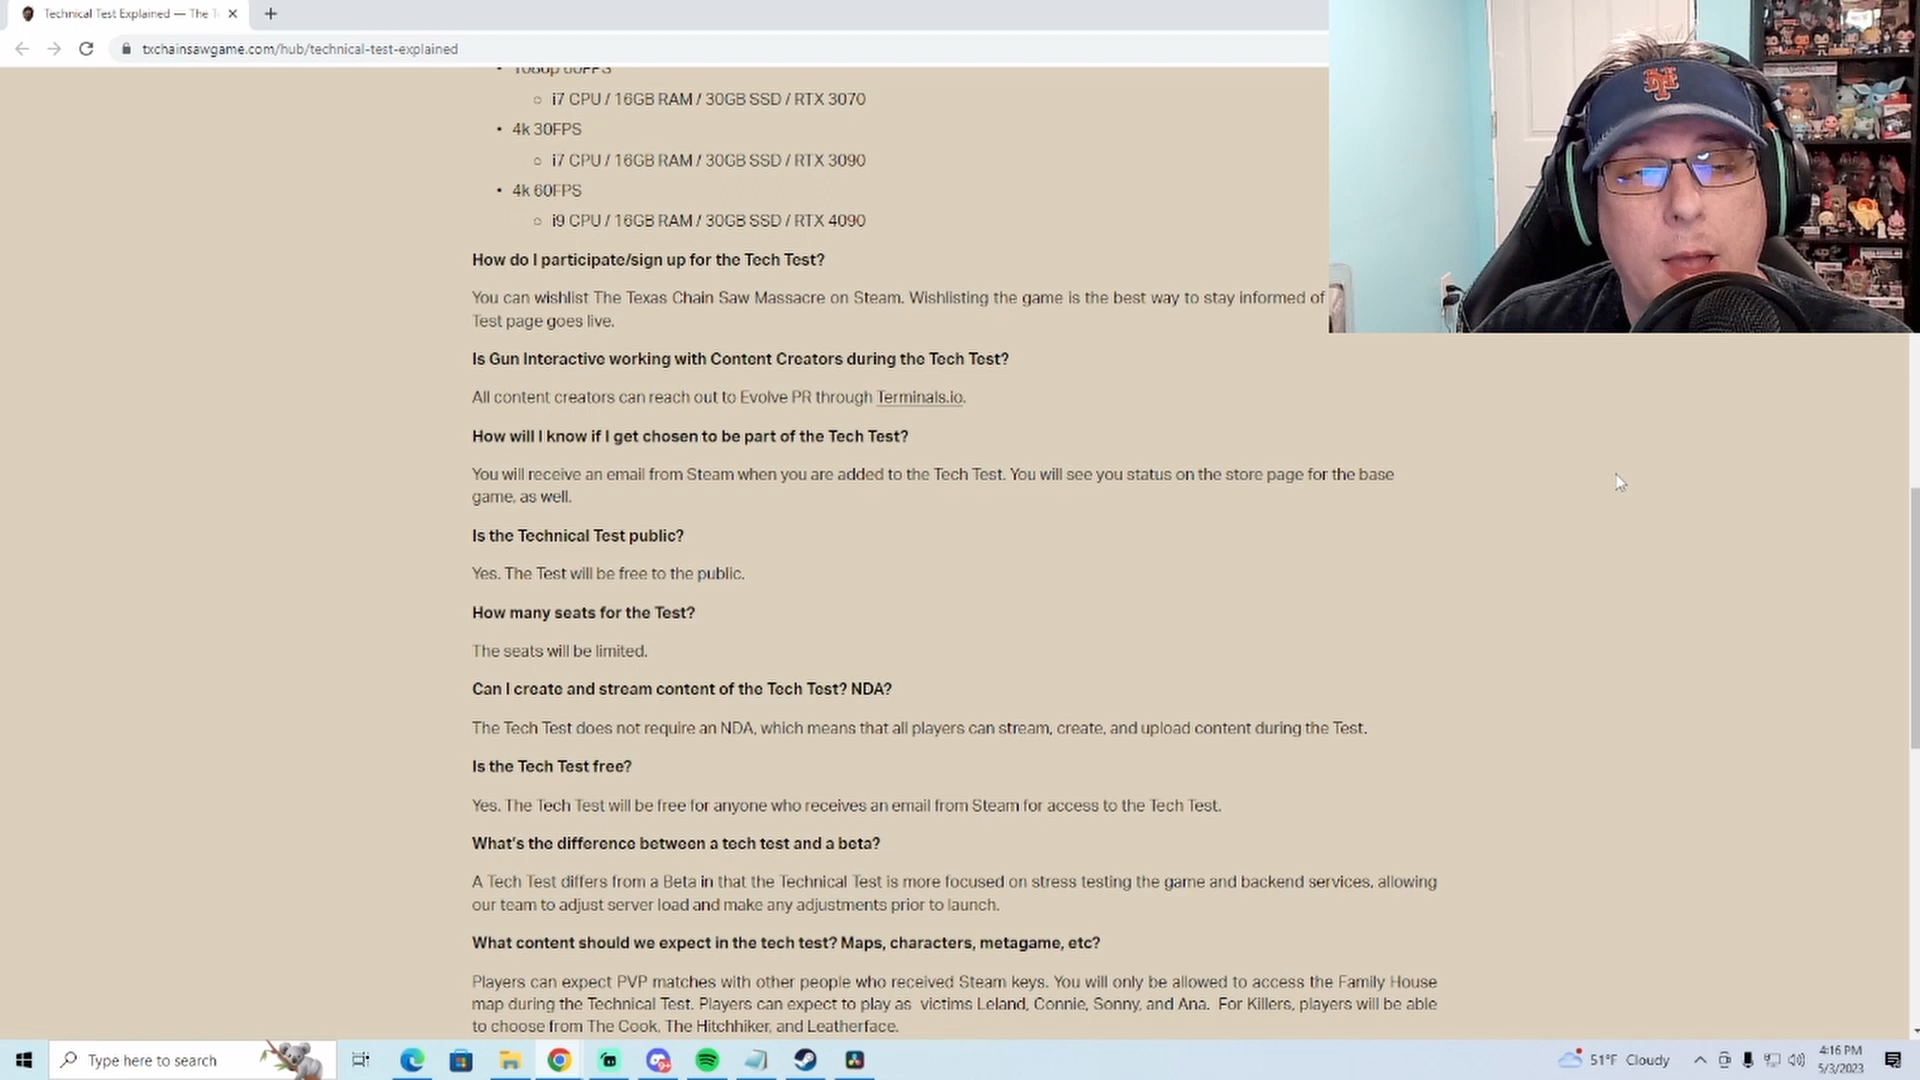 Technical Test Explained — The T
txchainsawgame.com/hub/technical-test-explained
1080p 60FPS
i7 CPU / 16GB RAM / 30GB SSD / RTX 3070
4k 30FPS
i7 CPU / 16GB RAM / 30GB SSD / RTX 3090
4k 60FPS
i9 CPU / 16GB RAM / 30GB SSD / RTX 4090
How do I participate/sign up for the Tech Test?
You can wishlist The Texas Chain Saw Massacre on Steam. Wishlisting the game is the best way to stay informed of
Test page goes live.
Is Gun Interactive working with Content Creators during the Tech Test?
All content creators can reach out to Evolve PR through Terminals.io.
How will I know if I get chosen to be part of the Tech Test?
You will receive an email from Steam when you are added to the Tech Test. You will see you status on the store page for the base
game, as well.
Is the Technical Test public?
Yes. The Test will be free to the public.
How many seats for the Test?
The seats will be limited.
Can I create and stream content of the Tech Test? NDA?
The Tech Test does not require an NDA, which means that all players can stream, create, and upload content during the Test.
Is the Tech Test free?
Yes. The Tech Test will be free for anyone who receives an email from Steam for access to the Tech Test.
What's the difference between a tech test and a beta?
A Tech Test differs from a Beta in that the Technical Test is more focused on stress testing the game and backend services, allowing
our team to adjust server load and make any adjustments prior to launch.
What content should we expect in the tech test? Maps, characters, metagame, etc?
Players can expect PVP matches with other people who received Steam keys. You will only be allowed to access the Family House
map during the Technical Test. Players can expect to play as victims Leland, Connie, Sonny, and Ana. For Killers, players will be able
to choose from The Cook, The Hitchhiker, and Leatherface.
Type here to search
51°F Cloudy
4:16 PM
5/3/2023